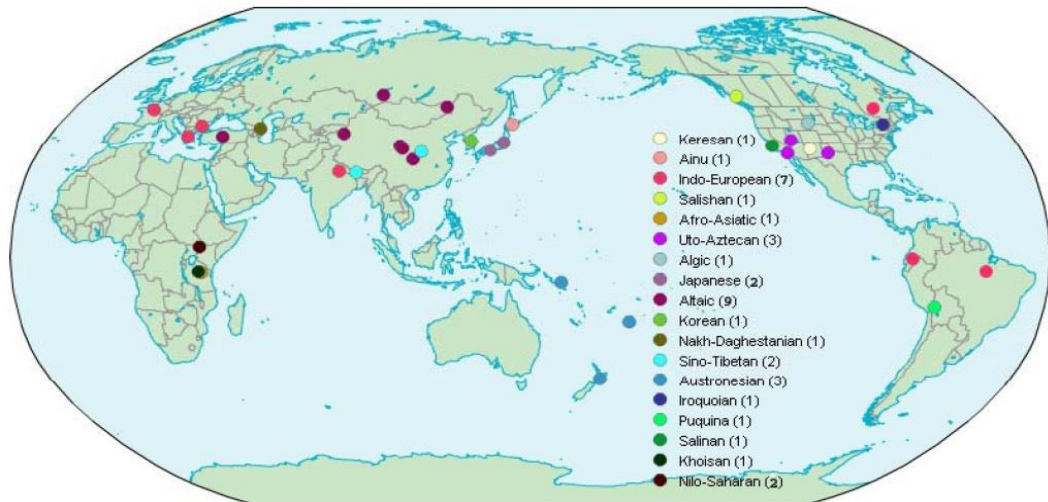 Keresan (1)
Ainu (1)
Indo-European (7)
Salishan (1)
Afro-Asiatic (1)
Uto-Aztecan (3)
Algic (1)
Japanese (2)
Altaic (9)
Korean (1)
Nakh-Daghestanian (1)
Sino-Tibetan (2)
Austronesian (3)
Iroquoian (1)
Puquina (1)
Salinan (1)
Khoisan (1)
Nilo-Saharan (2)